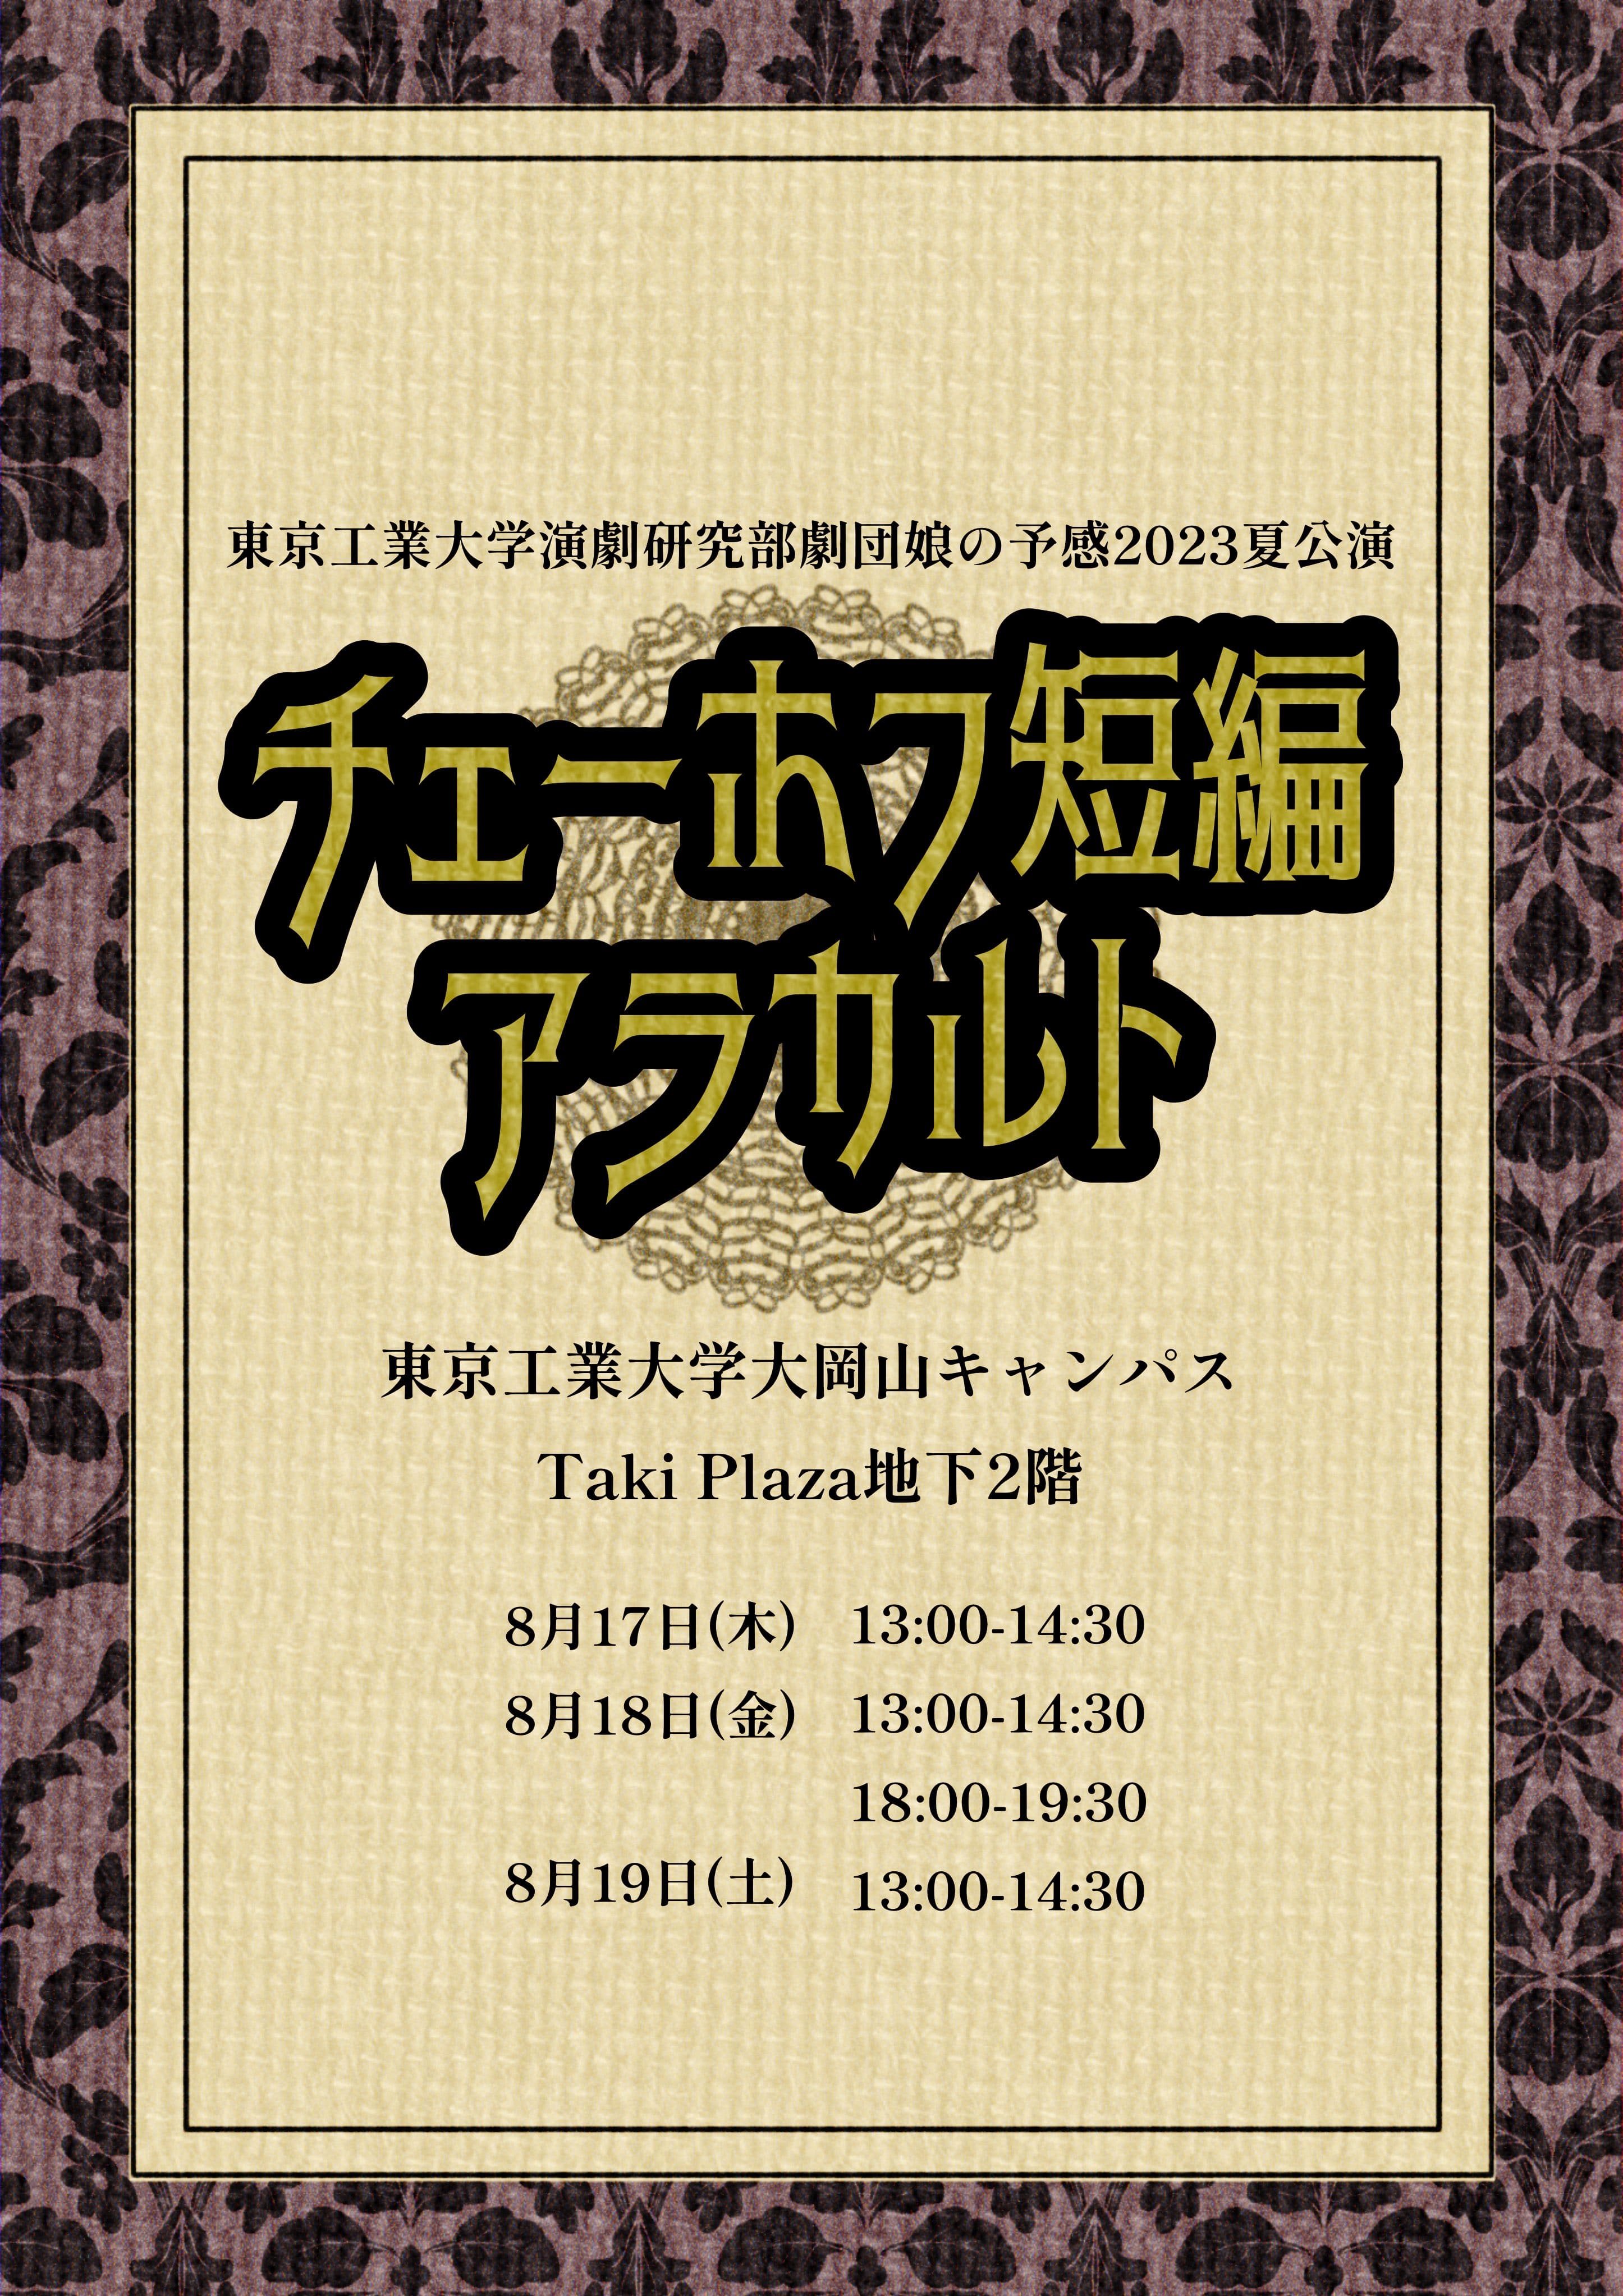 東京工業大学演劇研究部劇団娘の予感2023夏公演
チェーホフ短編
アラカルト
東京工業大学大岡山キャンパス
Taki Plaza地下2階
8月17日(木) 13:00-14:30
8月18日(金) 13:00-14:30
18:00-19:30
8月19日(土) 13:00-14:30